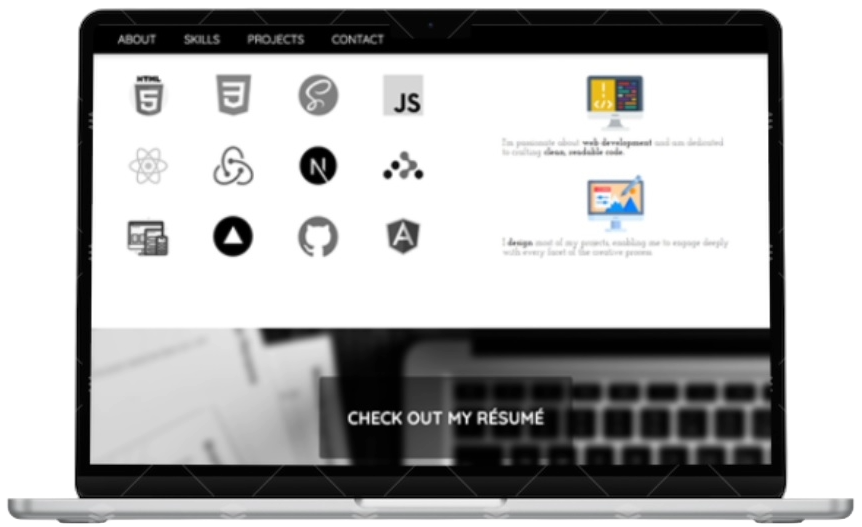 ABOUT SKILLS PROJECTS CONTACT
HTML
5
3
JS
N
A
!
</>
I'm passionate about web development and am dedicated
to crafting clean, readable code.
I design most of my projects, enabling me to engage deeply
with every facet of the creative process.
CHECK OUT MY RÉSUMÉ